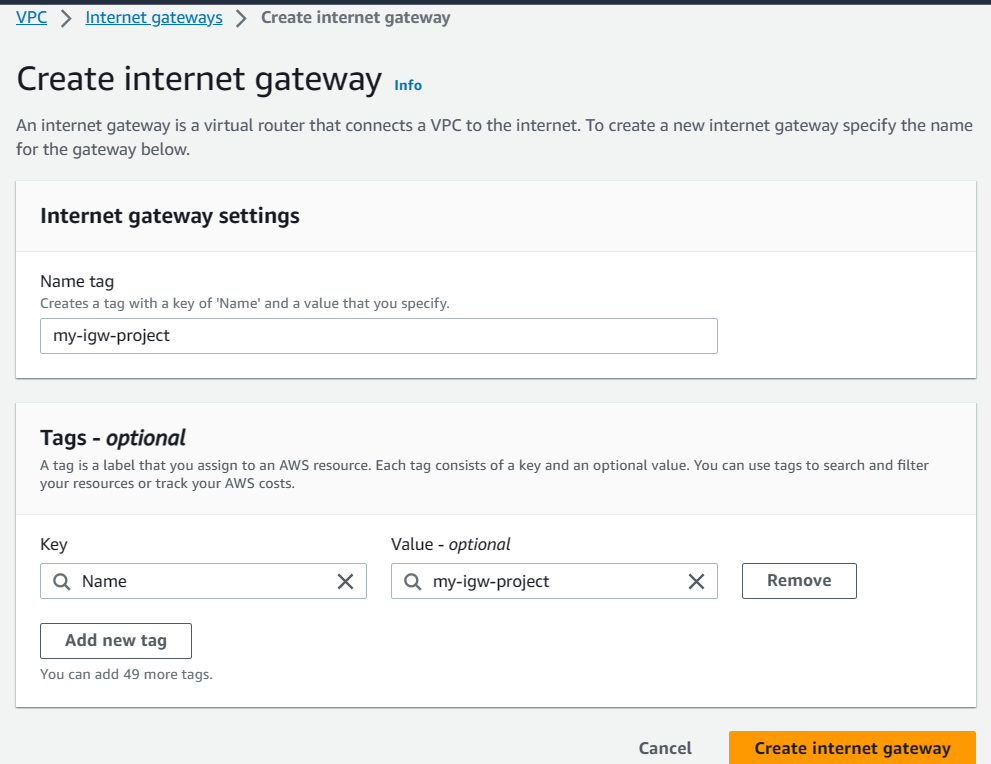 VPC > Internet gateways > Create internet gateway
Create internet gateway Info
An internet gateway is a virtual router that connects a VPC to the internet. To create a new internet gateway specify the name
for the gateway below.
Internet gateway settings
Name tag
Creates a tag with a key of 'Name' and a value that you specify.
my-igw-project
Tags - optional
A tag is a label that you assign to an AWS resource. Each tag consists of a key and an optional value. You can use tags to search and filter
your resources or track your AWS costs.
Key Value - optional
Name my-igw-project Remove
Add new tag
You can add 49 more tags.
Cancel Create internet gateway